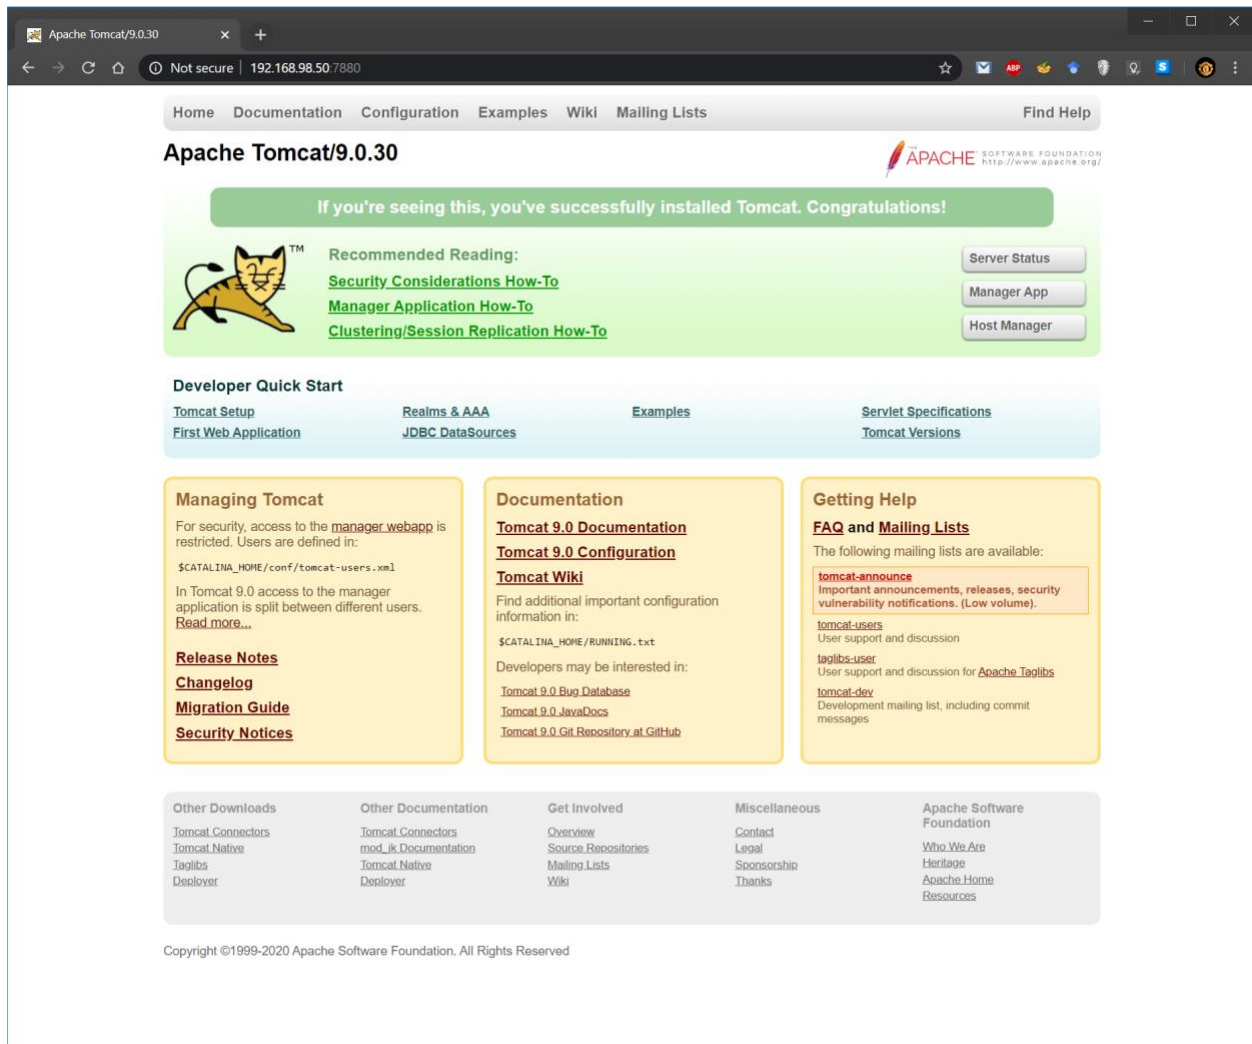 Apache Tomcat/9.0.30
Not secure | 192.168.98.50:7880
ABP
S
Home Documentation Configuration Examples Wiki Mailing Lists Find Help
Apache Tomcat/9.0.30
THE APACHE™ SOFTWARE FOUNDATION
http://www.apache.org/
If you're seeing this, you've successfully installed Tomcat. Congratulations!
TM
Recommended Reading:
Security Considerations How-To
Manager Application How-To
Clustering/Session Replication How-To
Server Status
Manager App
Host Manager
Developer Quick Start
Tomcat Setup
First Web Application
Realms & AAA
JDBC DataSources
Examples
Servlet Specifications
Tomcat Versions
Managing Tomcat
For security, access to the manager webapp is
restricted. Users are defined in:
$CATALINA_HOME/conf/tomcat-users.xml
In Tomcat 9.0 access to the manager
application is split between different users.
Read more...
Release Notes
Changelog
Migration Guide
Security Notices
Documentation
Tomcat 9.0 Documentation
Tomcat 9.0 Configuration
Tomcat Wiki
Find additional important configuration
information in:
$CATALINA_HOME/RUNNING.txt
Developers may be interested in:
Tomcat 9.0 Bug Database
Tomcat 9.0 JavaDocs
Tomcat 9.0 Git Repository at GitHub
Getting Help
FAQ and Mailing Lists
The following mailing lists are available:
tomcat-announce
Important announcements, releases, security
vulnerability notifications. (Low volume).
tomcat-users
User support and discussion
taglibs-user
User support and discussion for Apache Taglibs
tomcat-dev
Development mailing list, including commit
messages
Other Downloads
Tomcat Connectors
Tomcat Native
Taglibs
Deployer
Other Documentation
Tomcat Connectors
mod_jk Documentation
Tomcat Native
Deployer
Get Involved
Overview
Source Repositories
Mailing Lists
Wiki
Miscellaneous
Contact
Legal
Sponsorship
Thanks
Apache Software
Foundation
Who We Are
Heritage
Apache Home
Resources
Copyright ©1999-2020 Apache Software Foundation. All Rights Reserved